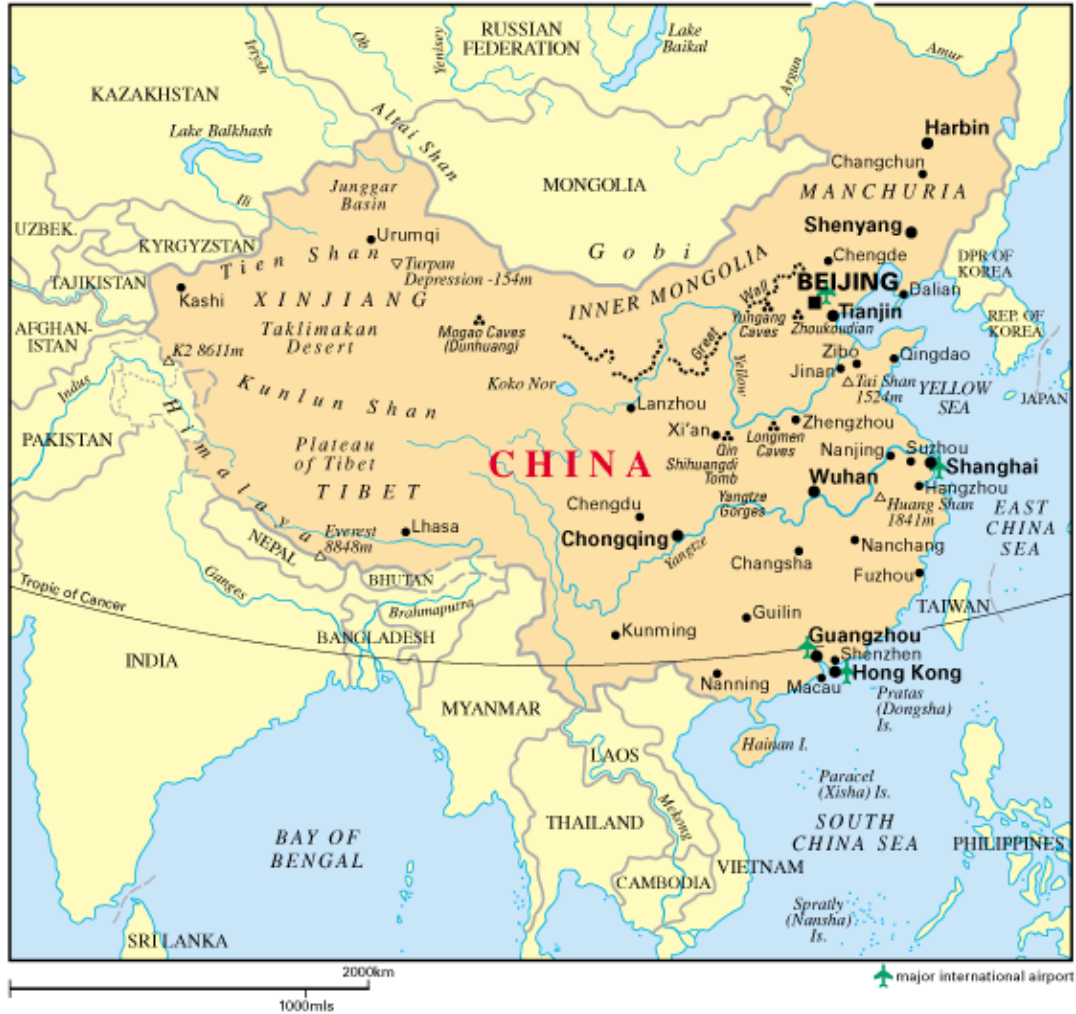 RUSSIAN
FEDERATION
Lake
Baikal
Ob
Yenisey
Irtysh
Argun
Amur
KAZAKHSTAN
Altai Shan
Lake Balkhash
Harbin
Changchun
MANCHURIA
Junggar
Basin
MONGOLIA
Ili
UZBEK.
KYRGYZSTAN
Urumqi
Shenyang
Gobi
Tien Shan
Turpan
Depression -154m
Chengde
DPR OF
KOREA
TAJIKISTAN
INNER MONGOLIA
BEIJING
Dalian
Kashi
XINJIANG
Wall
Great
Tianjin
Yungang
Caves
Zhoukoudian
REP. OF
KOREA
AFGHAN-
ISTAN
Taklimakan
Desert
Mogao Caves
(Dunhuang)
K2 8611m
Zibo
Qingdao
Jinan
Tai Shan
1524m
YELLOW
SEA
Yellow
Indus
Kunlun Shan
Koko Nor
Lanzhou
JAPAN
Himalaya
PAKISTAN
Xi'an
Qin
Shihuangdi
Tomb
Longmen
Caves
Zhengzhou
Plateau
of Tibet
TIBET
CHINA
Nanjing
Suzhou
Shanghai
Wuhan
Hangzhou
Huang Shan
1841m
Yangtze
Gorges
Chengdu
EAST
CHINA
SEA
Everest
8848m
Lhasa
Chongqing
Yangtze
NEPAL
Nanchang
Changsha
BHUTAN
Fuzhou
Ganges
Tropic of Cancer
Brahmaputra
TAIWAN
Guilin
BANGLADESH
Kunming
Guangzhou
INDIA
Shenzhen
Hong Kong
Nanning
Macau
Pratas
(Dongsha)
Is.
MYANMAR
Hainan I.
LAOS
Paracel
(Xisha) Is.
Mekong
THAILAND
SOUTH
CHINA SEA
BAY OF
BENGAL
PHILIPPINES
VIETNAM
CAMBODIA
Spratly
(Nansha)
Is.
SRI LANKA
2000km
1000mls
major international airport